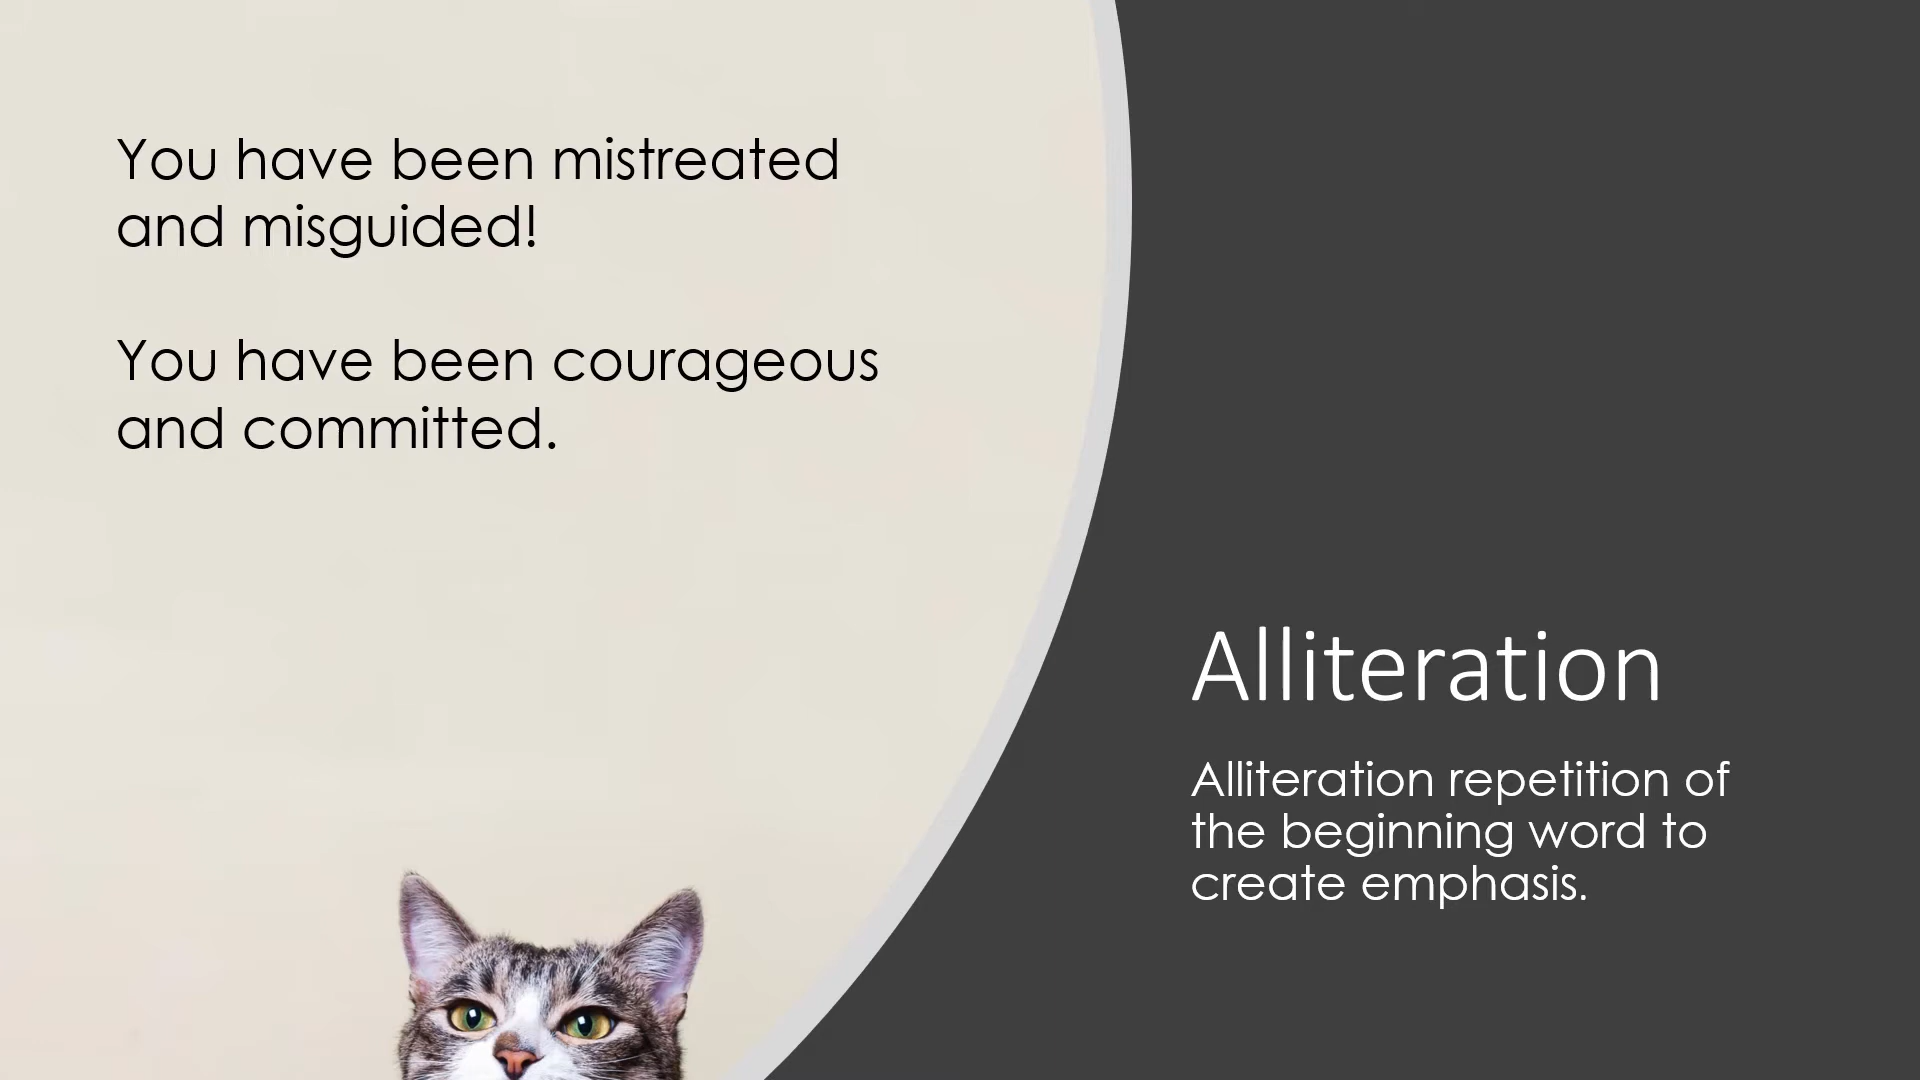 You have been mistreated
and misguided!
You have been courageous
and committed.
Alliteration
Alliteration repetition of
the beginning word to
create emphasis.